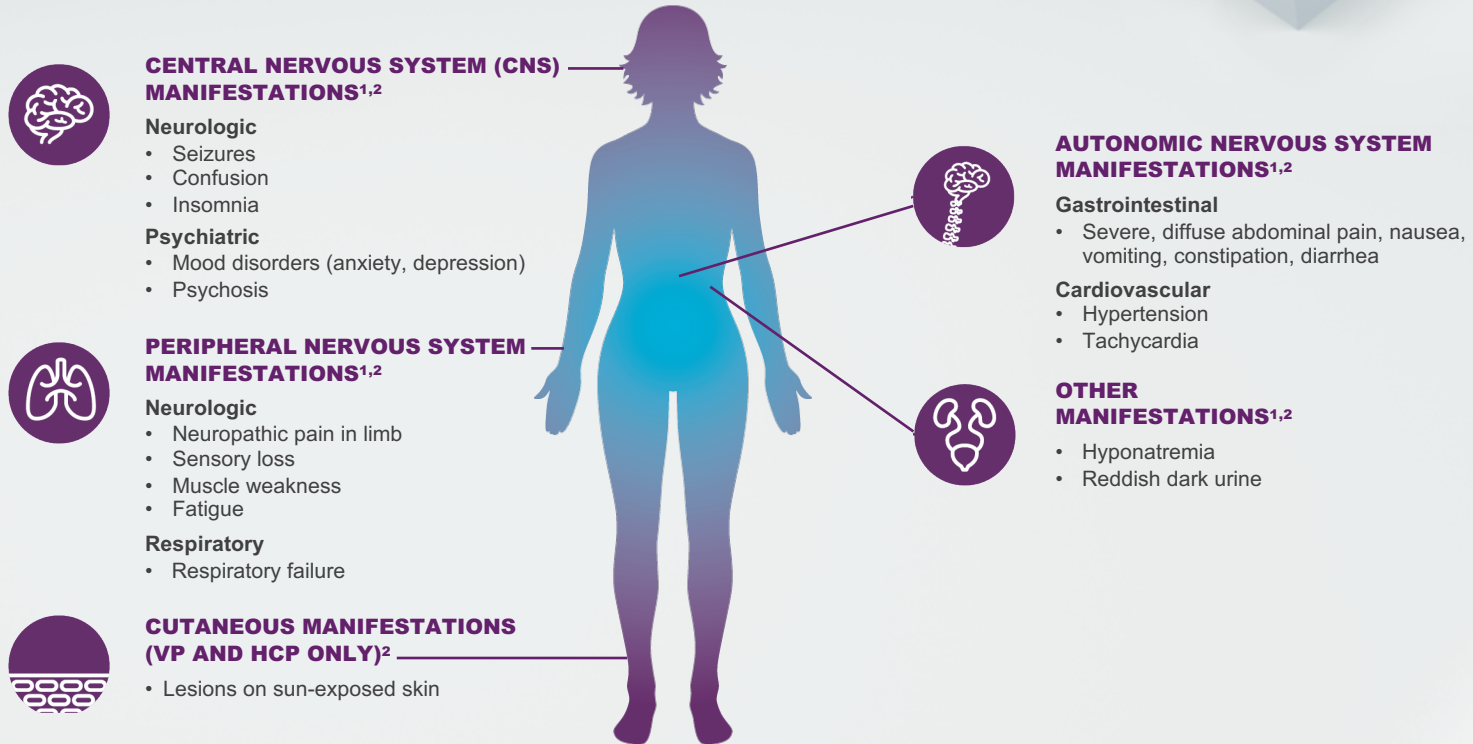 CENTRAL NERVOUS SYSTEM (CNS)
MANIFESTATIONS¹,²
Neurologic
• Seizures
• Confusion
• Insomnia
Psychiatric
• Mood disorders (anxiety, depression)
• Psychosis
PERIPHERAL NERVOUS SYSTEM
MANIFESTATIONS¹,²
Neurologic
• Neuropathic pain in limb
• Sensory loss
• Muscle weakness
• Fatigue
Respiratory
• Respiratory failure
CUTANEOUS MANIFESTATIONS
(VP AND HCP ONLY)²
• Lesions on sun-exposed skin
AUTONOMIC NERVOUS SYSTEM
MANIFESTATIONS¹,²
Gastrointestinal
• Severe, diffuse abdominal pain, nausea,
vomiting, constipation, diarrhea
Cardiovascular
• Hypertension
• Tachycardia
OTHER
MANIFESTATIONS¹,²
• Hyponatremia
• Reddish dark urine